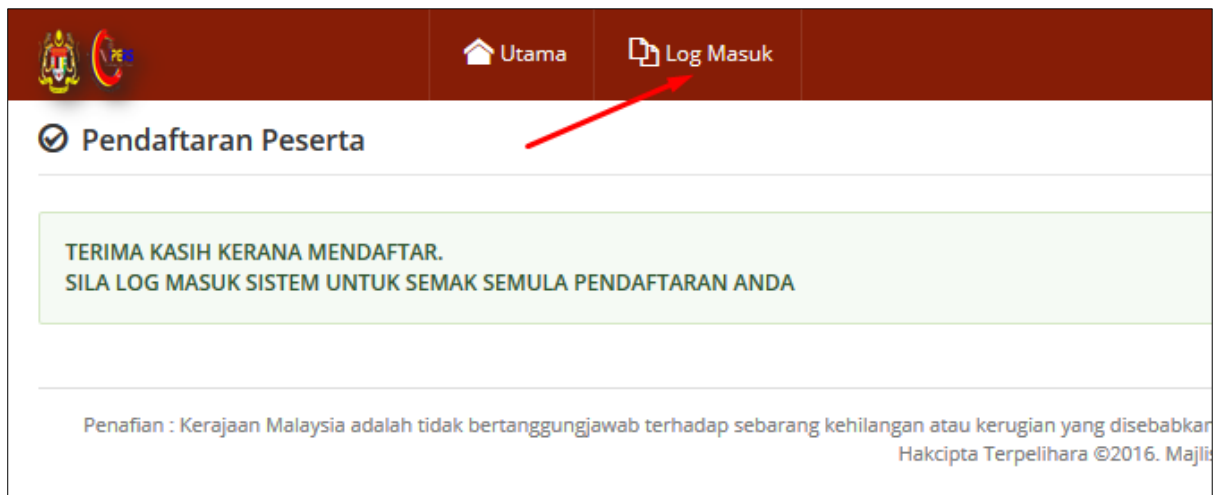 Utama
Log Masuk
Pendaftaran Peserta
TERIMA KASIH KERANA MENDAFTAR.
SILA LOG MASUK SISTEM UNTUK SEMAK SEMULA PENDAFTARAN ANDA
Penafian : Kerajaan Malaysia adalah tidak bertanggungjawab terhadap sebarang kehilangan atau kerugian yang disebabkan
Hakcipta Terpelihara ©2016. Majlis